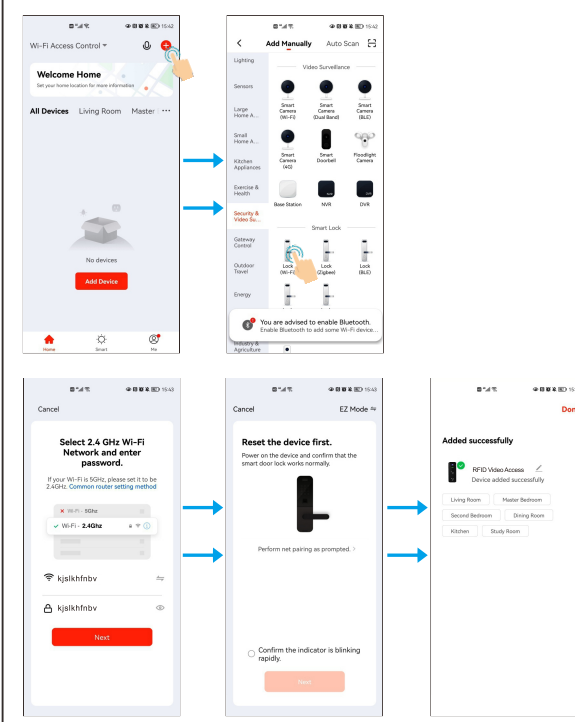 15:42
Wi-Fi Access Control
Welcome Home
Set your home location for more information
All Devices Living Room Master
No devices
Add Device
Home Smart Me
15:42
Add Manually Auto Scan
Lighting
Video Surveillance
Sensors
Smart Camera (Wi-Fi)
Smart Camera (Dual Band)
Smart Camera (BLE)
Large Home A...
Small Home A...
Smart Camera (4G)
Smart Doorbell
Floodlight Camera
Kitchen Appliances
Exercise & Health
Base Station NVR DVR
Security & Video Su...
Smart Lock
Gateway Control
Lock (Wi-Fi)
Lock (Zigbee)
Lock (BLE)
Outdoor Travel
Energy
You are advised to enable Bluetooth.
Enable Bluetooth to add some Wi-Fi device...
Industry & Agriculture
15:43
Cancel
Select 2.4 GHz Wi-Fi
Network and enter
password.
If your Wi-Fi is 5GHz, please set it to be
2.4GHz. Common router setting method
Wi-Fi - 5Ghz
Wi-Fi - 2.4Ghz
kjslkhfnbv
kjslkhfnbv
Next
15:43
Cancel EZ Mode
Reset the device first.
Power on the device and confirm that the
smart door lock works normally.
Perform net pairing as prompted.
Confirm the indicator is blinking
rapidly.
Next
Added successfully
RFID Video Access
Device added successfully
Living Room Master Bedroom
Second Bedroom Dining Room
Kitchen Study Room